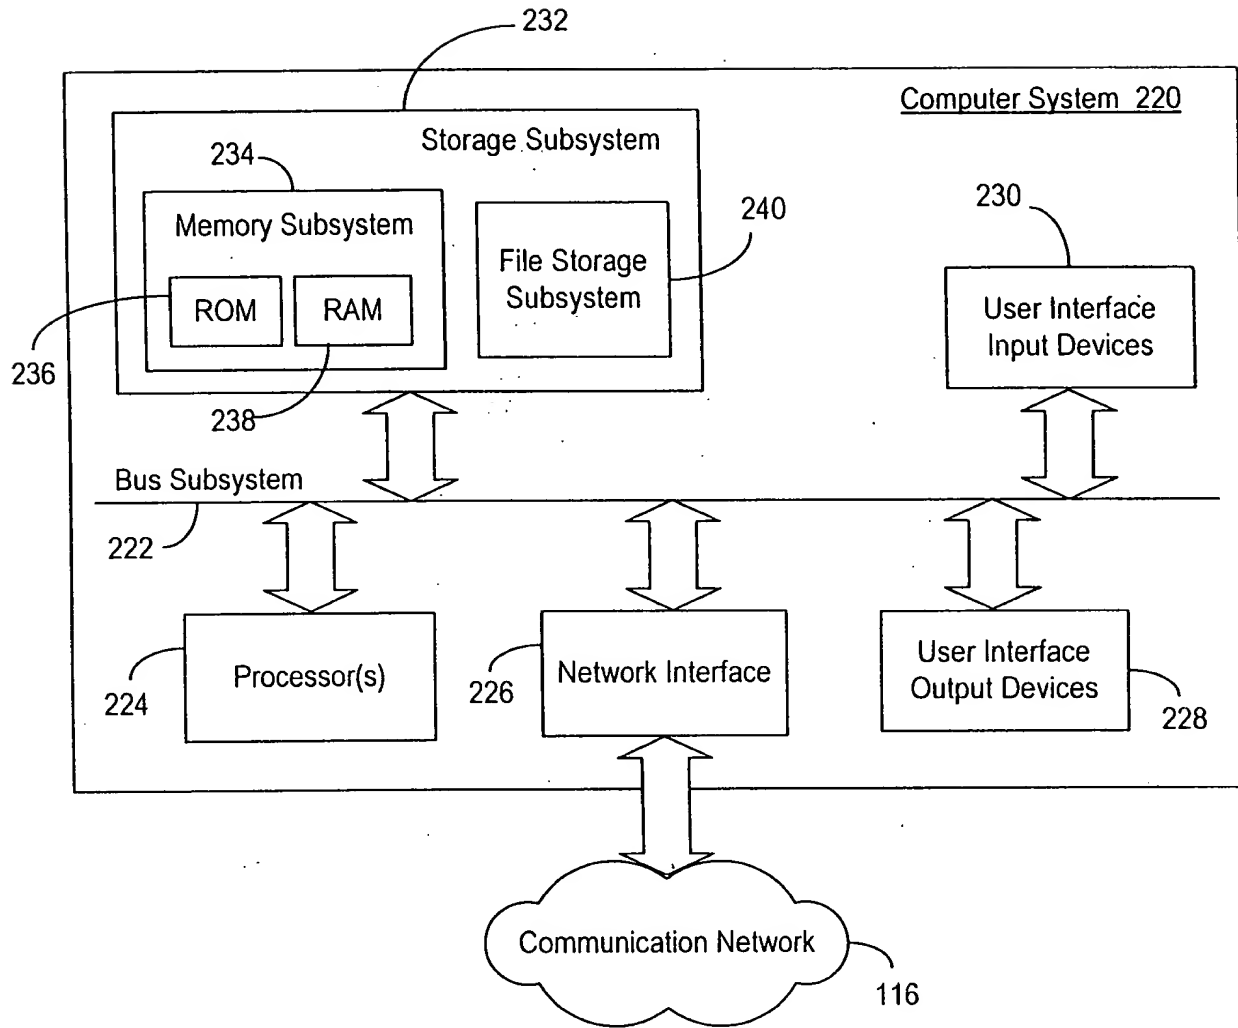 232
Computer System 220
Storage Subsystem
234
Memory Subsystem
ROM
RAM
236
238
File Storage
Subsystem
240
230
User Interface
Input Devices
Bus Subsystem
222
Processor(s)
224
Network Interface
226
User Interface
Output Devices
228
Communication Network
116